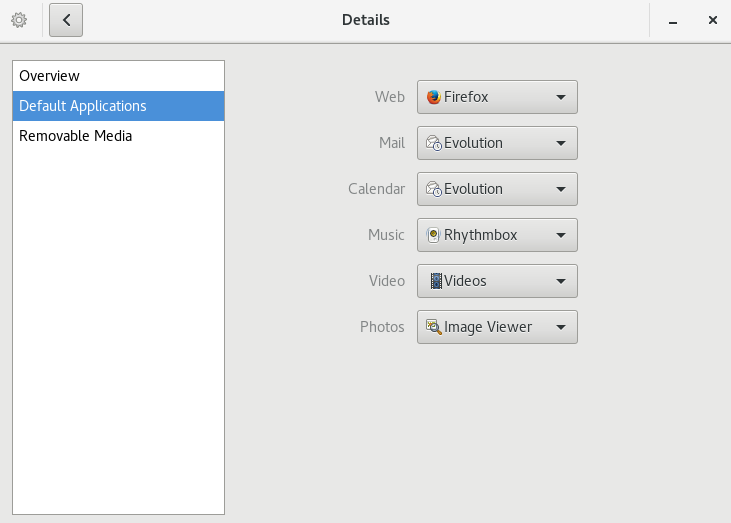 Details
Overview
Default Applications
Removable Media
Web Firefox
Mail Evolution
Calendar Evolution
Music Rhythmbox
Video Videos
Photos Image Viewer